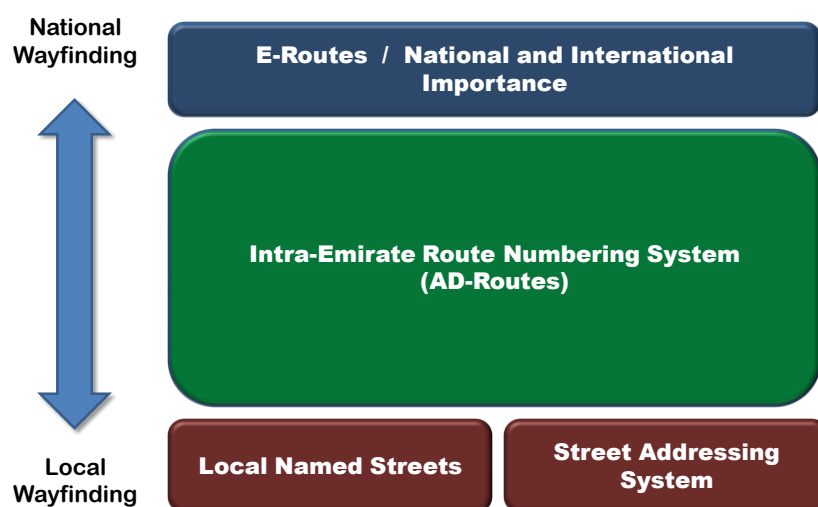 National
Wayfinding
E-Routes / National and International
Importance
Intra-Emirate Route Numbering System
(AD-Routes)
Local Named Streets
Street Addressing
System
Local
Wayfinding